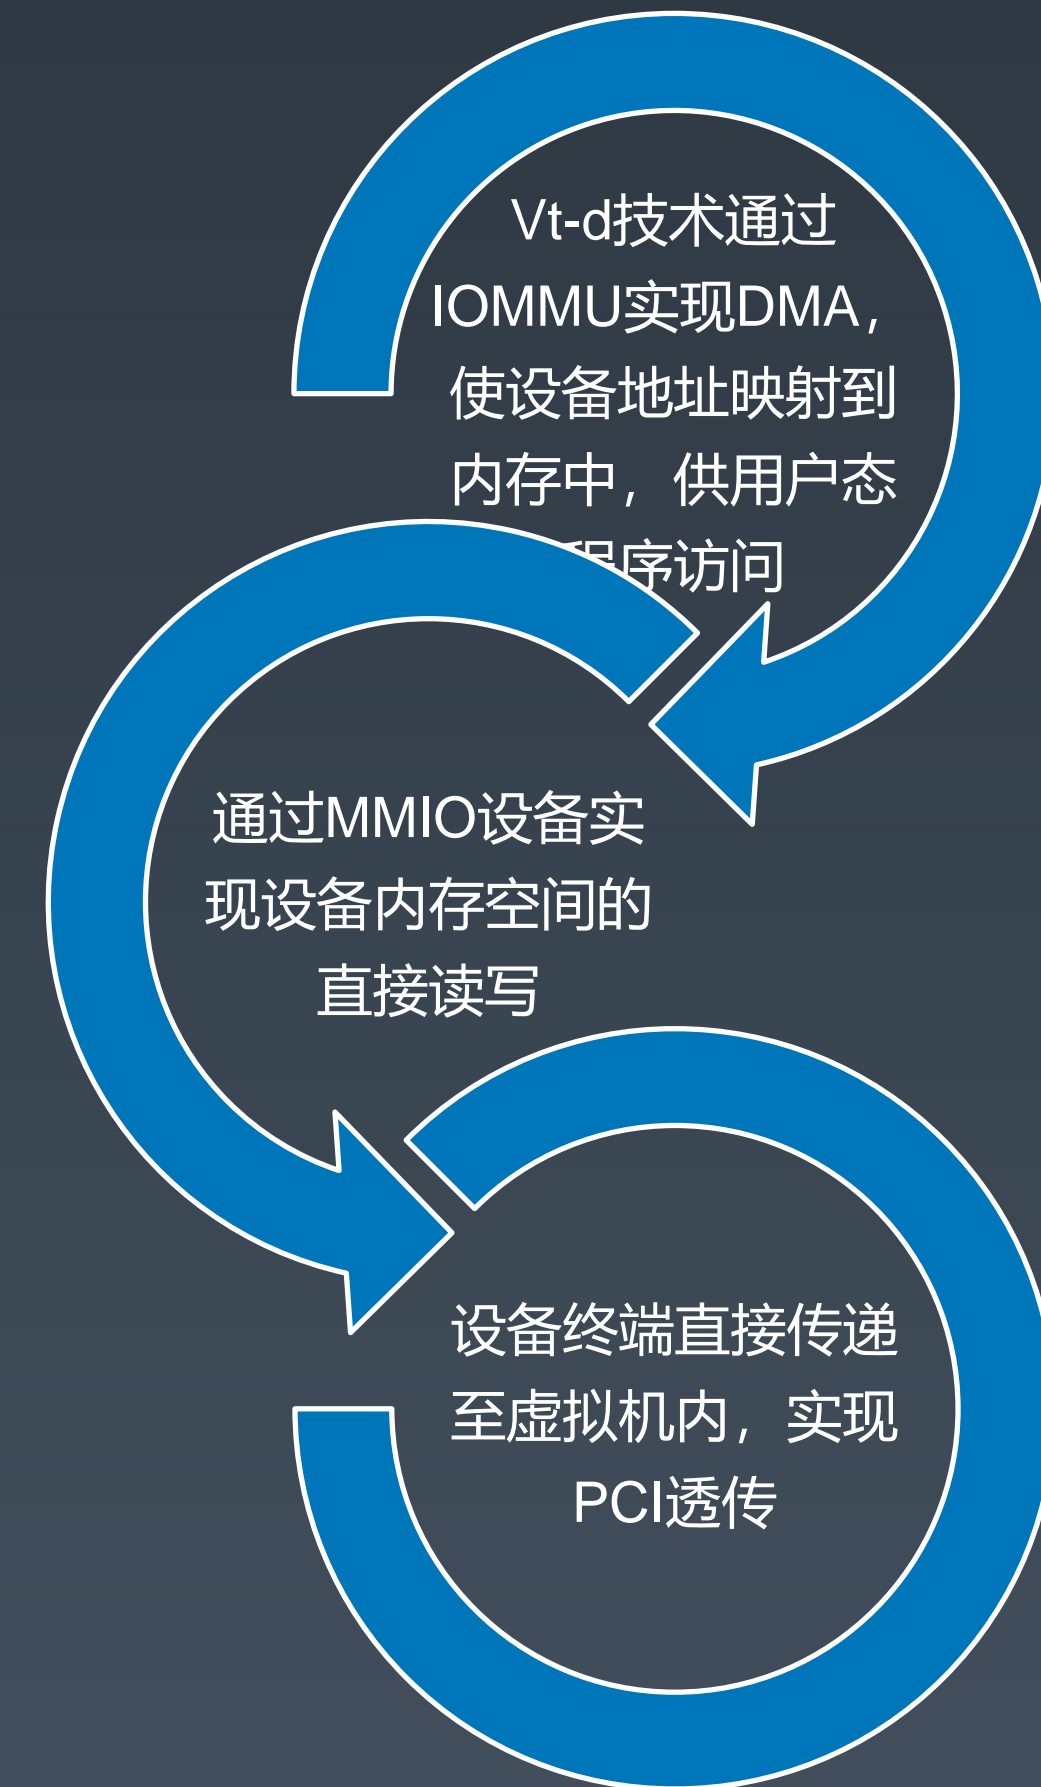 Vt-d技术通过
IOMMU实现DMA，
使设备地址映射到
内存中，供用户态
程序访问
通过MMIO设备实
现设备内存空间的
直接读写
设备终端直接传递
至虚拟机内，实现
PCI透传